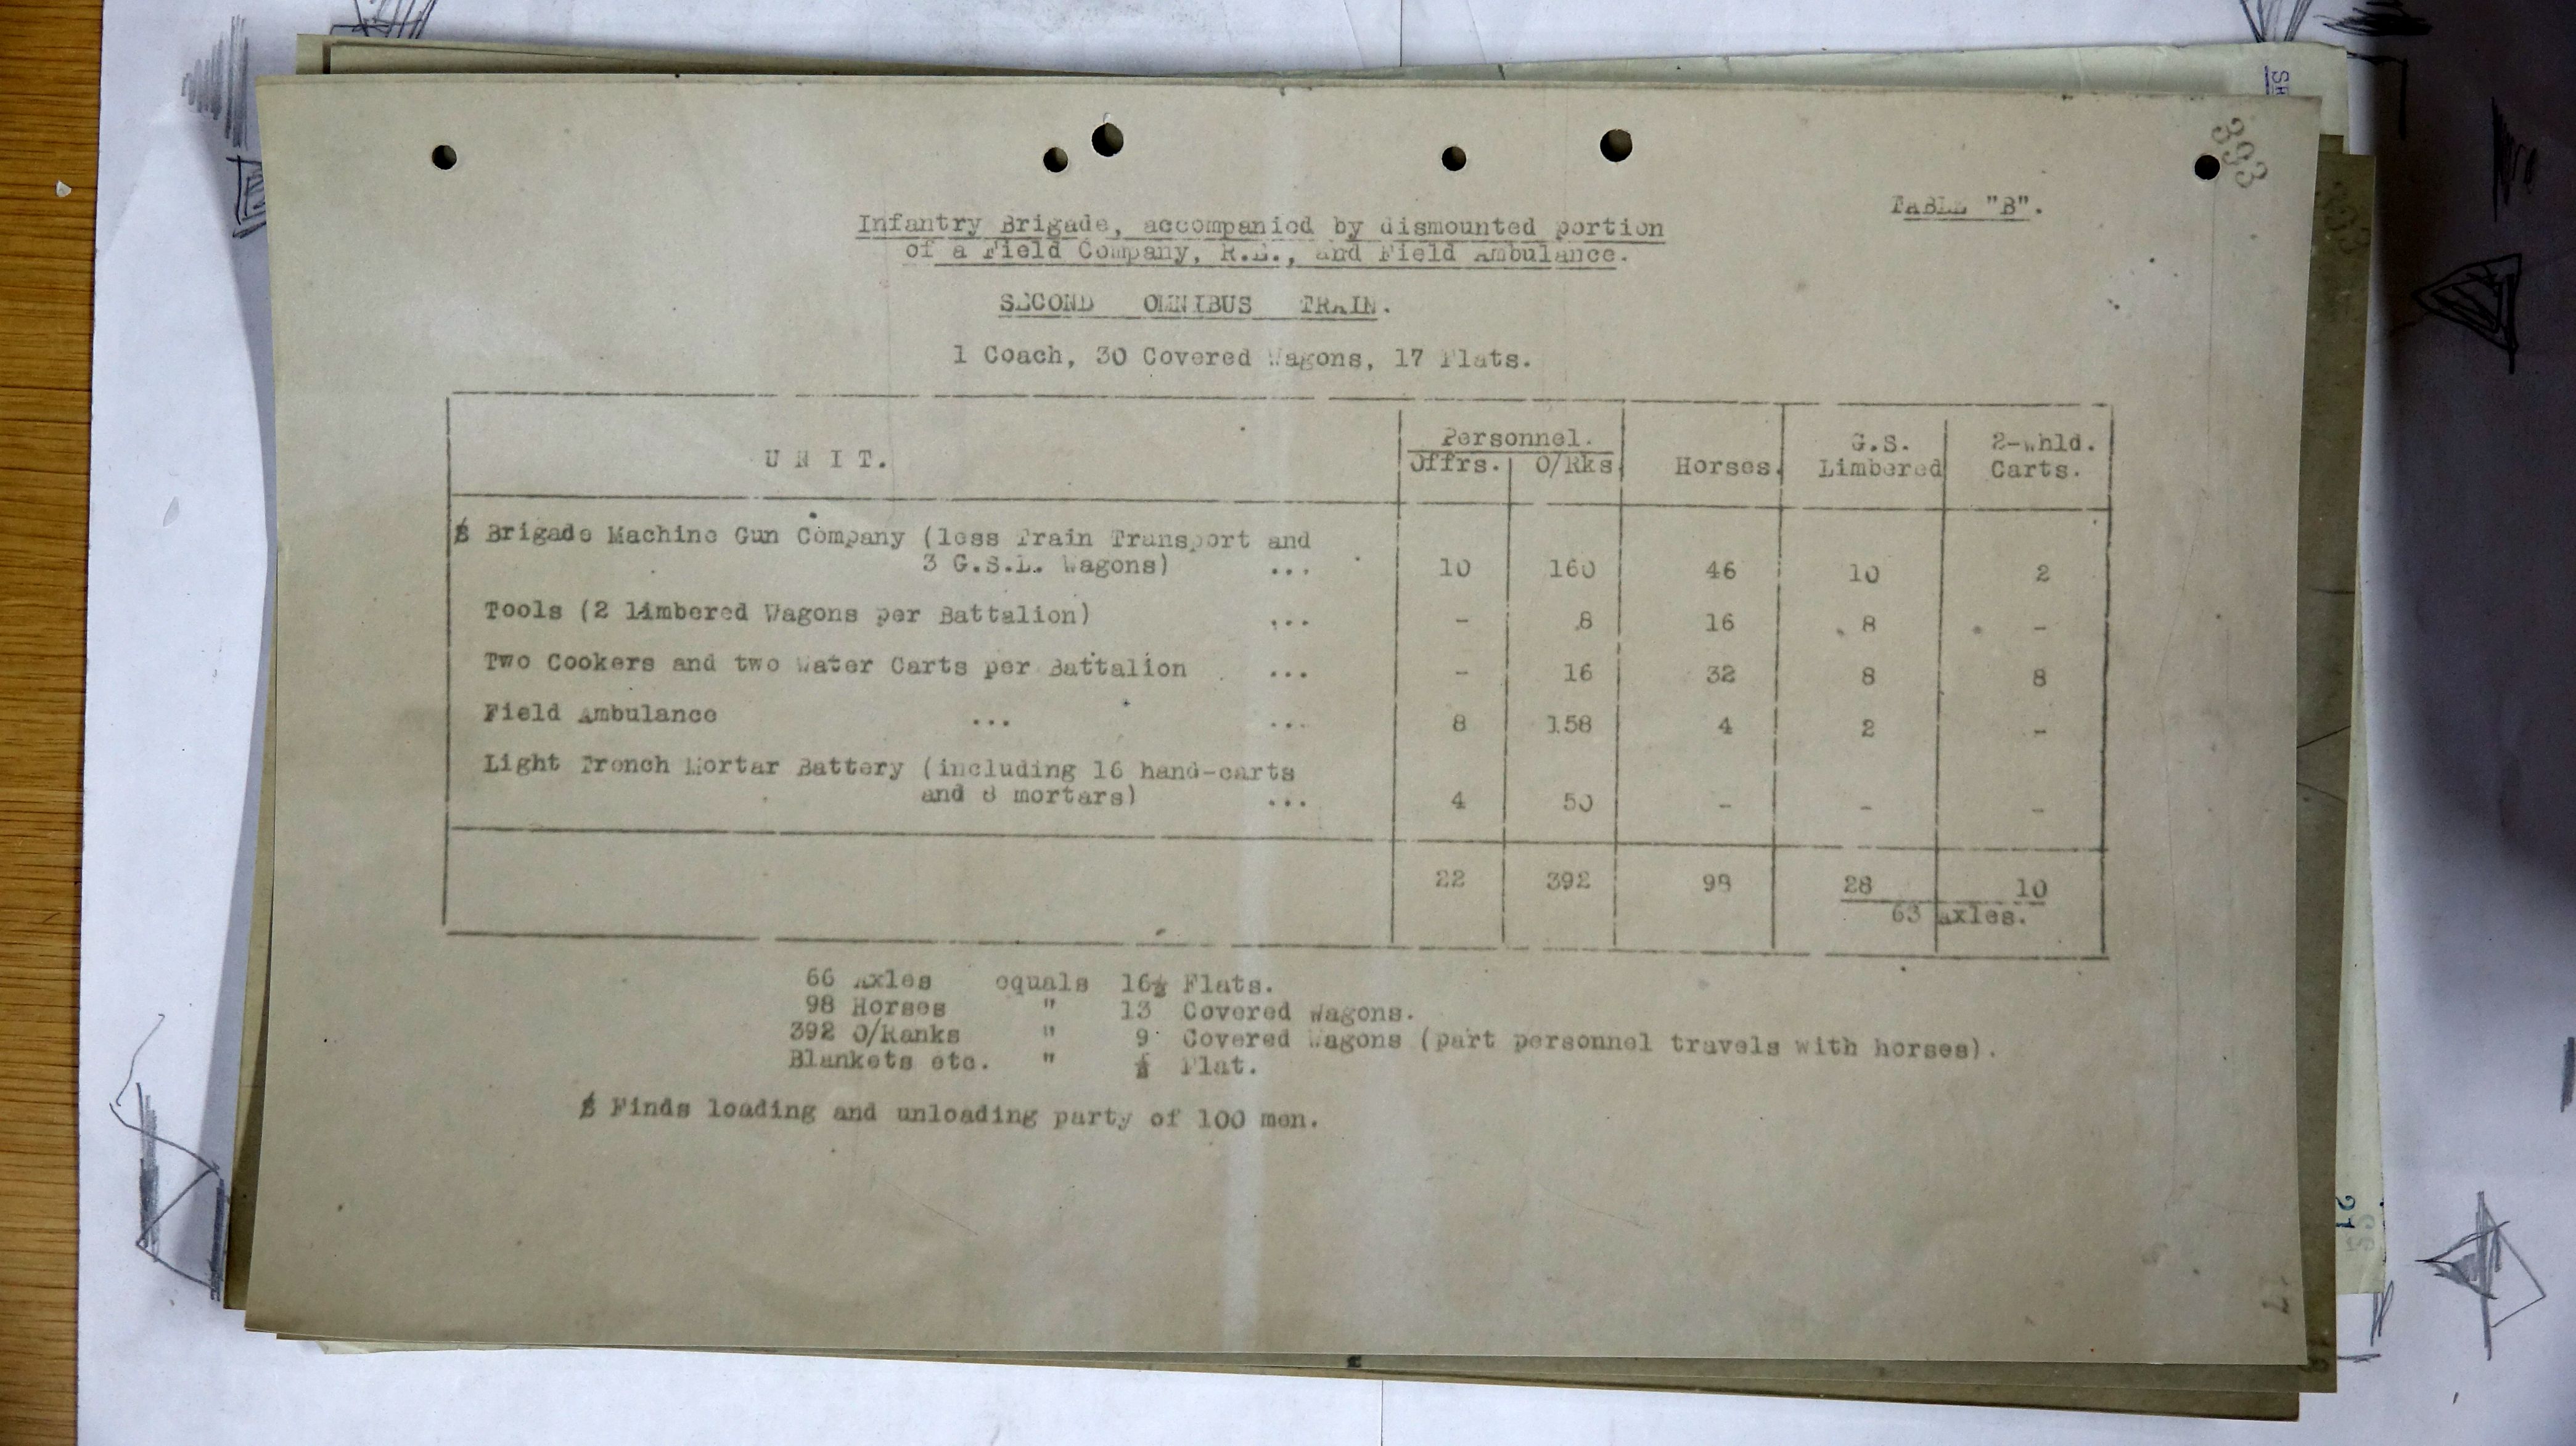 393
TABLE "B".
Infantry Brigade, accompanied by dismounted portion
of a Field Company, R.E., and Field Ambulance.
SECOND OMNIBUS TRAIN.
1 Coach, 30 Covered Wagons, 17 Flats.
U N I T. Personnel. Horses. G.S. Limbered 2-whld. Carts.
Offrs. O/Rks
Brigade Machine Gun Company (less Train Transport and
3 G.S.L. Wagons) ... 10 160 46 10 2
Tools (2 limbered Wagons per Battalion) ... - 8 16 8 -
Two Cookers and two Water Carts per Battalion ... - 16 32 8 8
Field Ambulance ... ... 8 158 4 2 -
Light Trench Mortar Battery (including 16 hand-carts
and 8 mortars) ... 4 50 - - -
22 392 98 28 10
63 Axles.
66 Axles equals 16½ Flats.
98 Horses " 13 Covered Wagons.
392 O/Ranks " 9 Covered Wagons (part personnel travels with horses).
Blankets etc. " ½ Flat.
Finds loading and unloading party of 100 men.
21
17